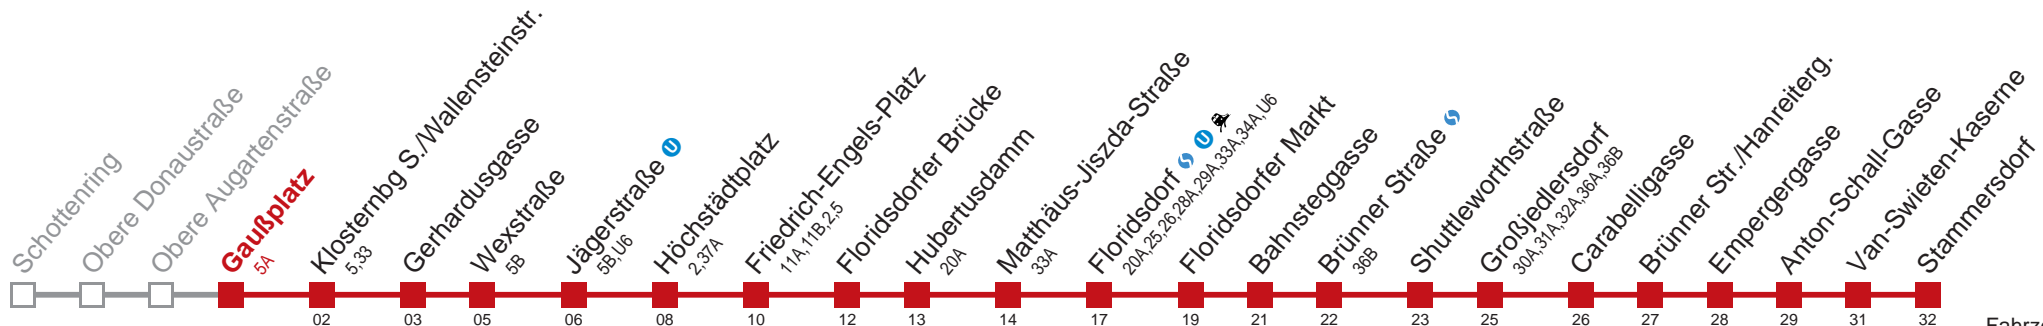 Schottenring
Obere Donaustraße
Obere Augartenstraße
Gaußplatz
5A
Klosternbg S./Wallensteinstr.
5,33
Gerhardusgasse
Wexstraße
5B
Jägerstraße U
5B,U6
Höchstädtplatz
2,37A
Friedrich-Engels-Platz
11A,11B,2,5
Floridsdorfer Brücke
Hubertusdamm
20A
Matthäus-Jiszda-Straße
33A
Floridsdorf S U
20A,25,26,28A,29A,33A,34A,U6
Floridsdorfer Markt
Bahnsteggasse
Brünner Straße S
36B
Shuttleworthstraße
Großjedlersdorf
30A,31A,32A,36A,36B
Carabelligasse
Brünner Str./Hanreiterg.
Empergergasse
Anton-Schall-Gasse
Van-Swieten-Kaserne
Stammersdorf
02 03 05 06 08 10 12 13 14 17 19 21 22 23 25 26 27 28 29 31 32